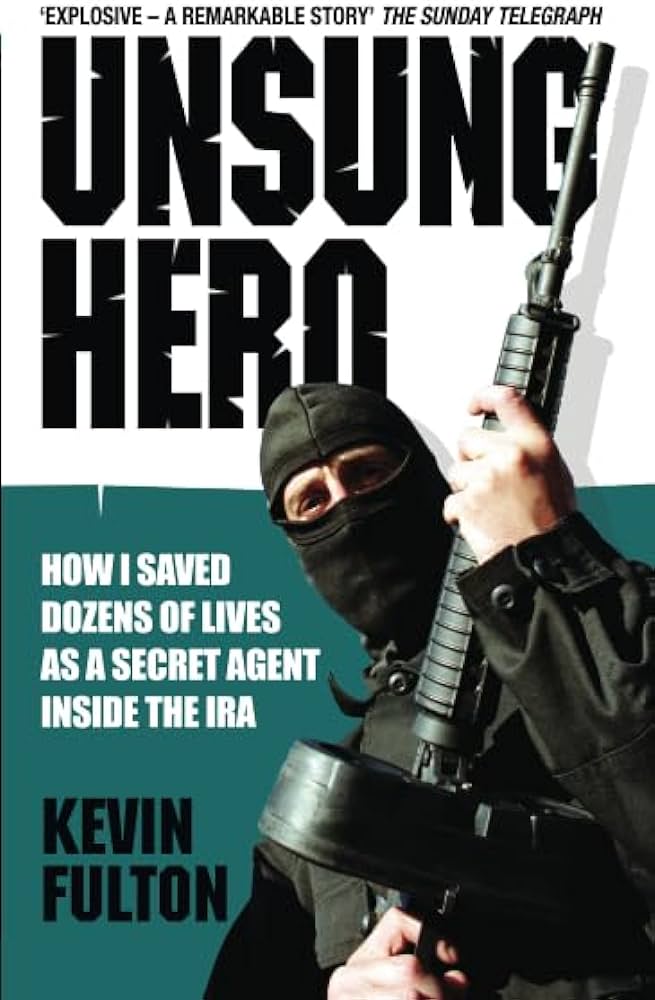 ‘EXPLOSIVE – A REMARKABLE STORY’ THE SUNDAY TELEGRAPH
UNSUNG
HERO
HOW I SAVED
DOZENS OF LIVES
AS A SECRET AGENT
INSIDE THE IRA
KEVIN
FULTON